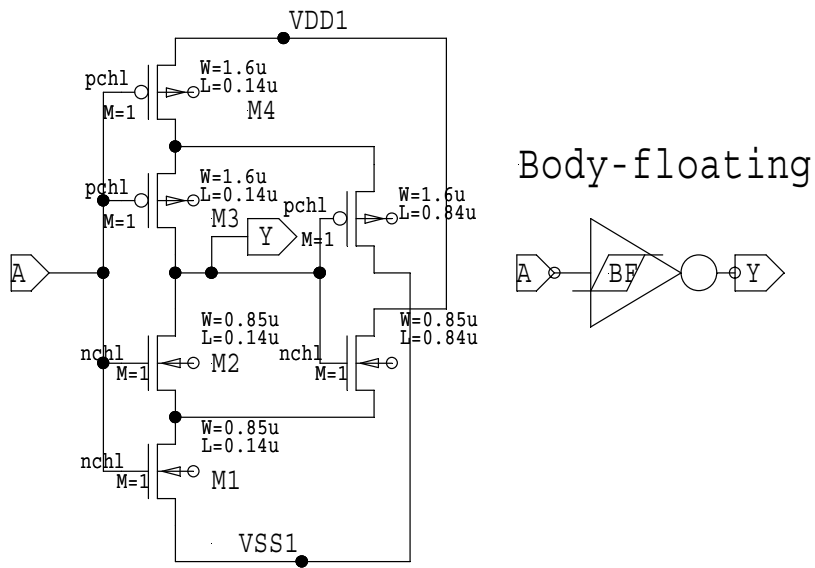 VDD1
W=1.6u
L=0.14u
pchl
M=1
M4
Body-floating
W=1.6u
L=0.14u
pchl
M=1
M3
W=1.6u
L=0.84u
pchl
M=1
Y
A
A
BF
Y
W=0.85u
L=0.14u
nchl
M=1
M2
W=0.85u
L=0.84u
nchl
M=1
W=0.85u
L=0.14u
nchl
M=1
M1
VSS1